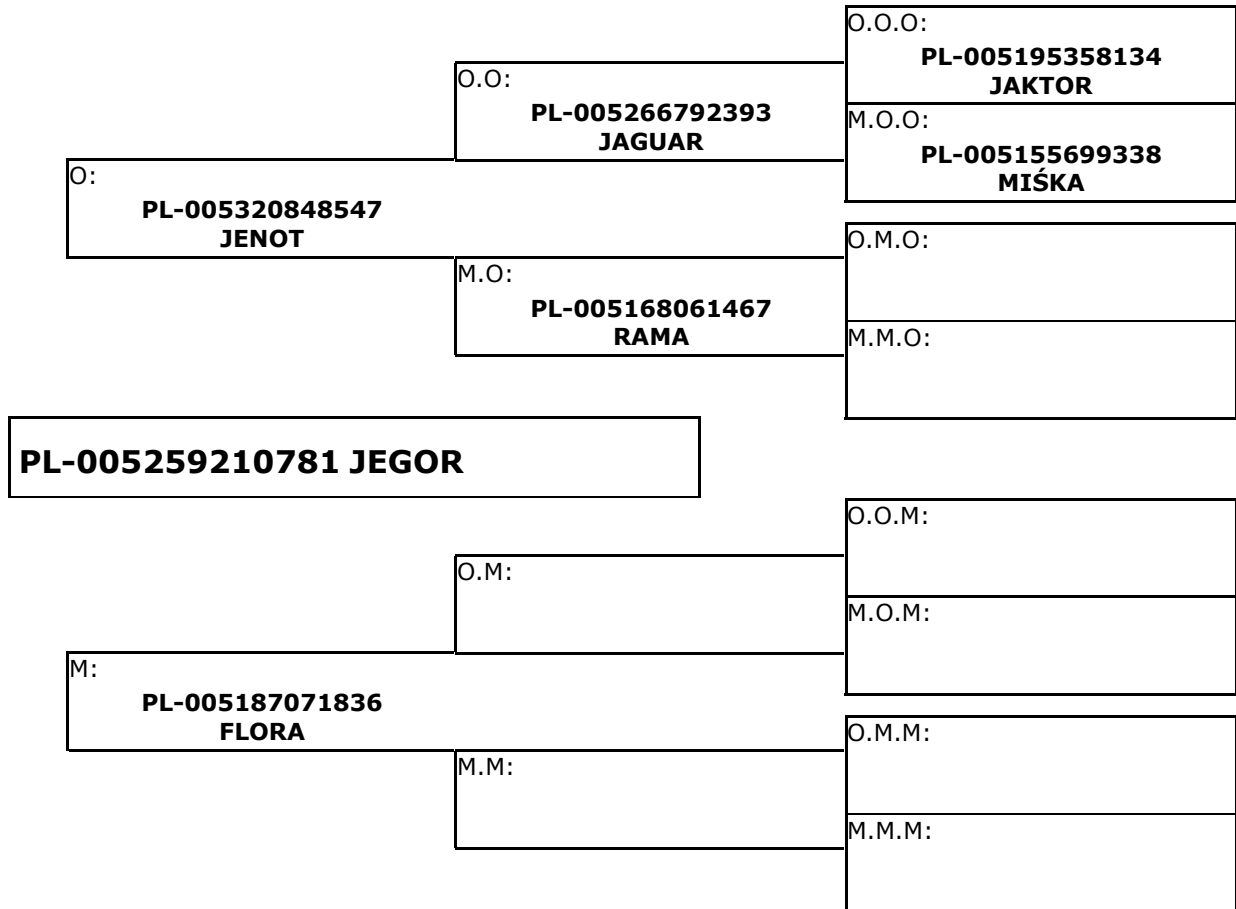 O.O.O:
PL-005195358134
JAKTOR
O.O:
PL-005266792393
JAGUAR
M.O.O:
PL-005155699338
MIŚKA
O:
PL-005320848547
JENOT
O.M.O:
M.O:
PL-005168061467
RAMA
M.M.O:
PL-005259210781 JEGOR
O.O.M:
O.M:
M.O.M:
M:
PL-005187071836
FLORA
O.M.M:
M.M:
M.M.M: